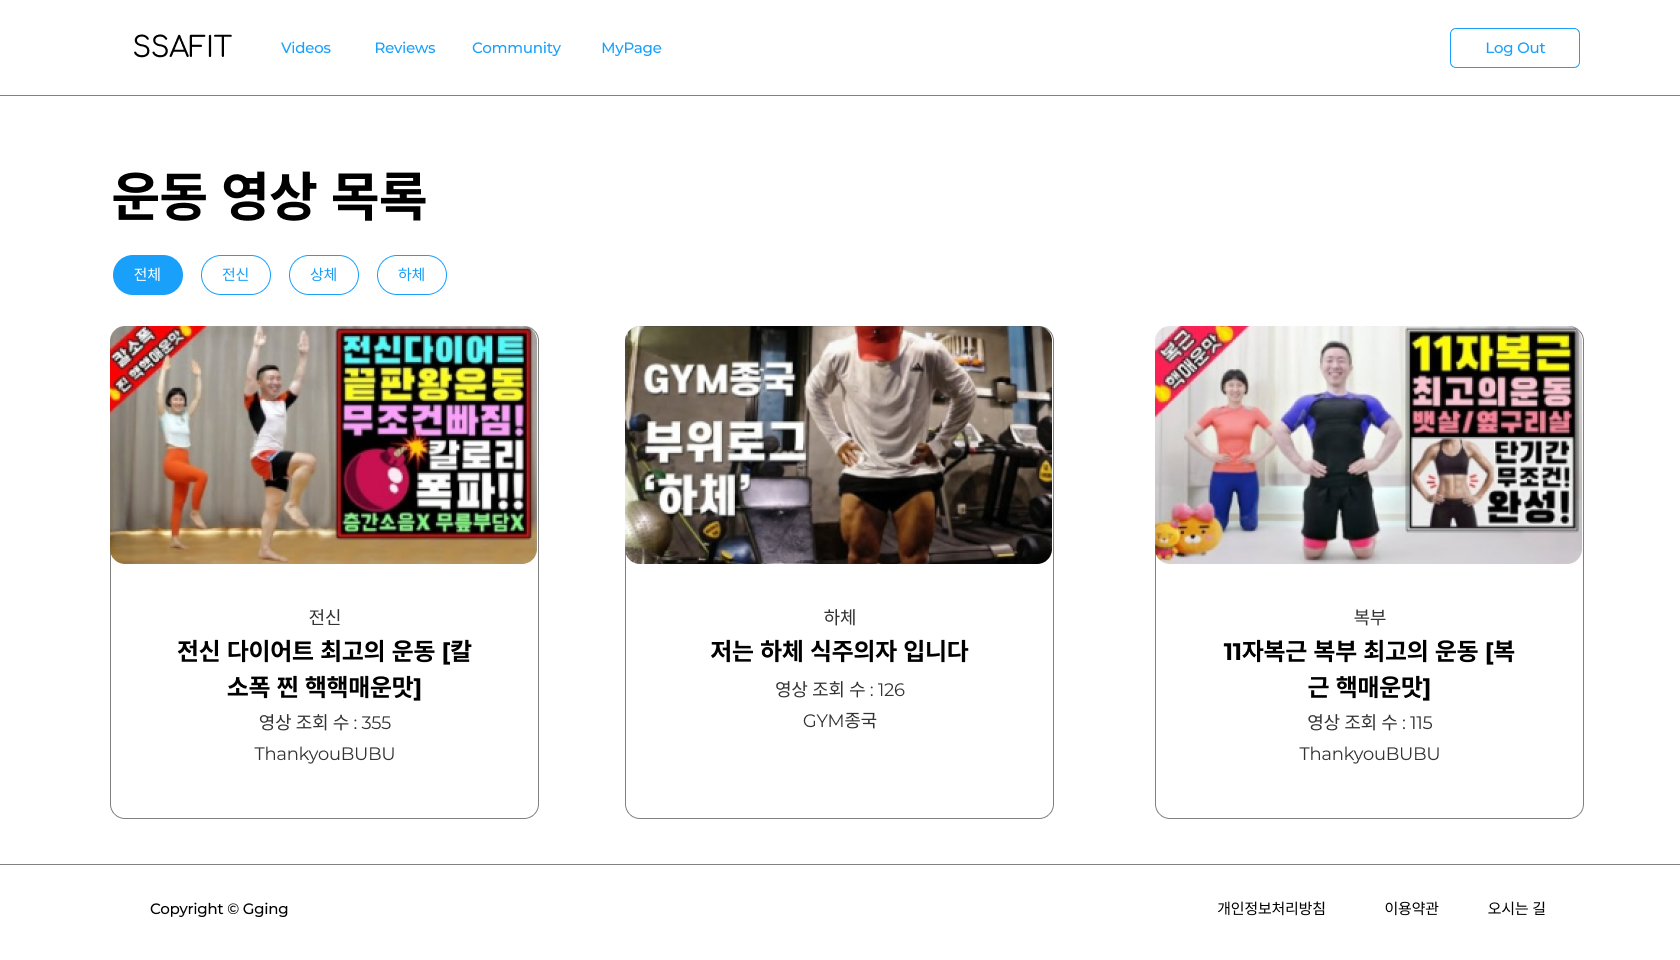 SSAFIT
Videos
Reviews
Community
MyPage
Log Out
운동 영상 목록
전체
전신
상체
하체
칼소폭
찐 핵핵매운맛
전신다이어트
끝판왕운동
무조건빠짐!
칼로리
폭파!!
층간소음X 무릎부담X
GYM종국
부위로그
'하체'
복근
핵매운맛
11자복근
최고의운동
뱃살/옆구리살
단기간
무조건!
완성!
전신
전신 다이어트 최고의 운동 [칼
소폭 찐 핵핵매운맛]
영상 조회 수 : 355
ThankyouBUBU
하체
저는 하체 식주의자 입니다
영상 조회 수 : 126
GYM종국
복부
11자복근 복부 최고의 운동 [복
근 핵매운맛]
영상 조회 수 : 115
ThankyouBUBU
Copyright © Gging
개인정보처리방침
이용약관
오시는 길